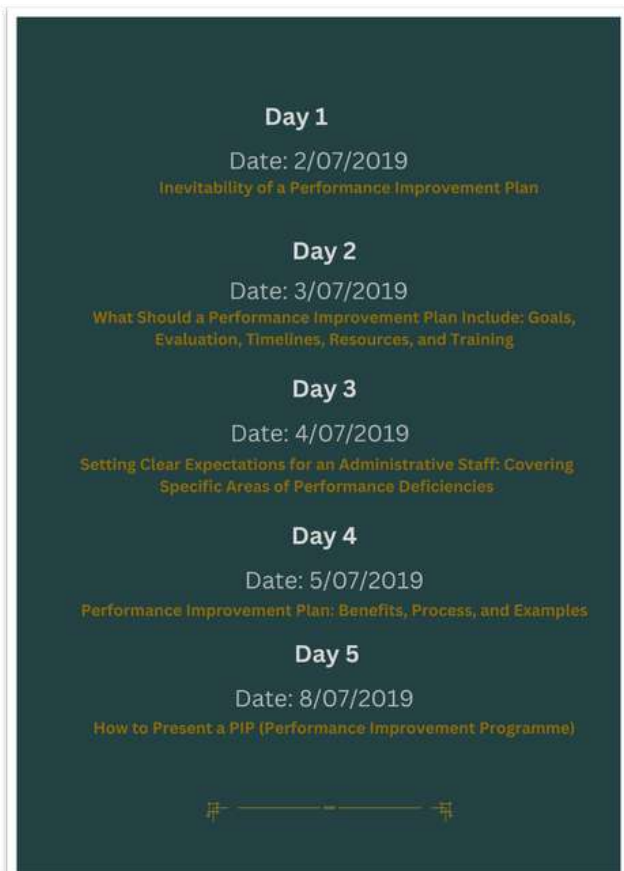 Day 1
Date: 2/07/2019
Inevitability of a Performance Improvement Plan
Day 2
Date: 3/07/2019
What Should a Performance Improvement Plan Include: Goals,
Evaluation, Timelines, Resources, and Training
Day 3
Date: 4/07/2019
Setting Clear Expectations for an Administrative Staff: Covering
Specific Areas of Performance Deficiencies
Day 4
Date: 5/07/2019
Performance Improvement Plan: Benefits, Process, and Examples
Day 5
Date: 8/07/2019
How to Present a PIP (Performance Improvement Programme)